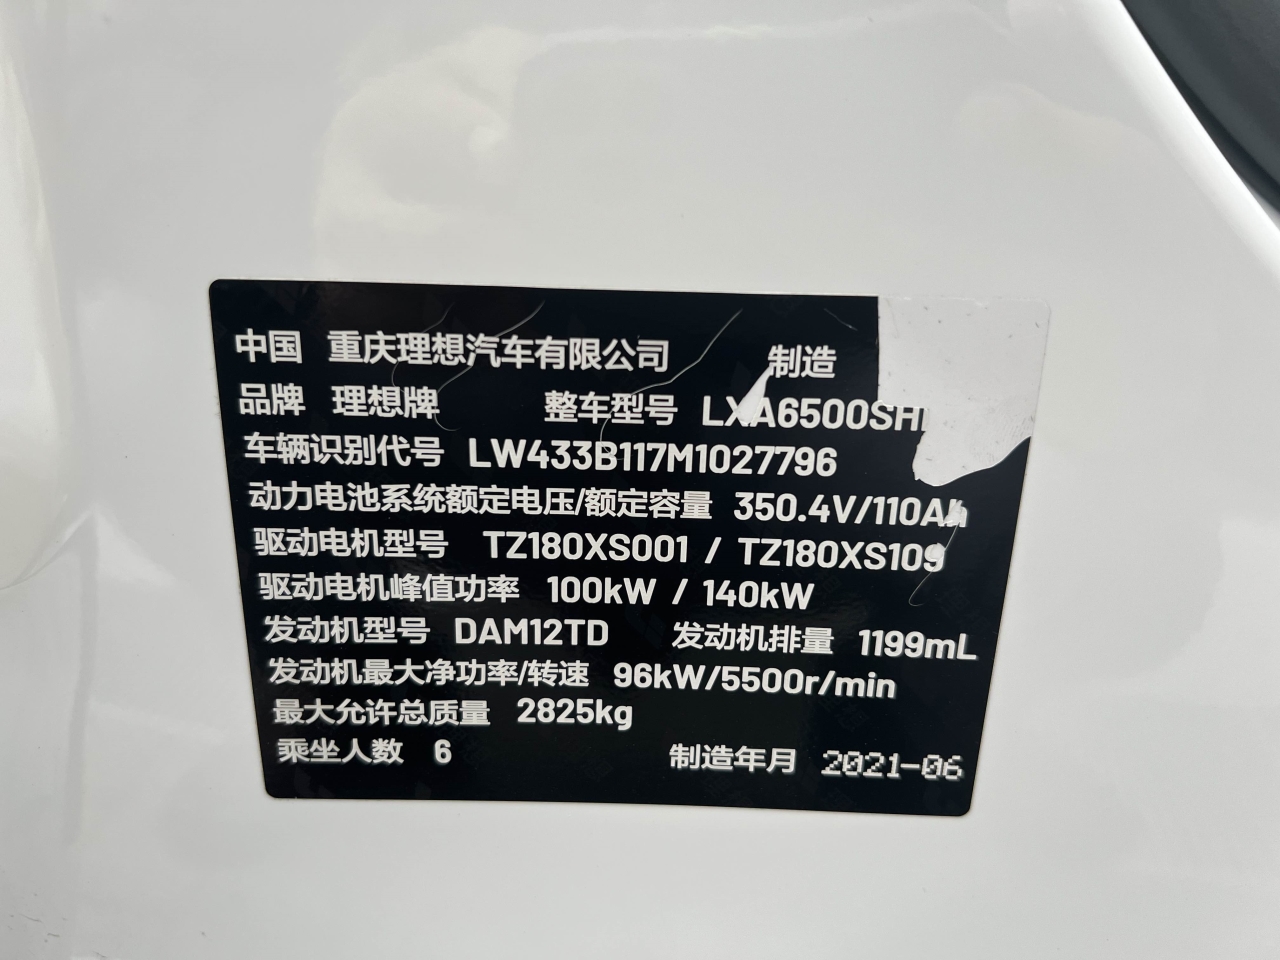 中国 重庆理想汽车有限公司 制造
品牌 理想牌 整车型号
车辆识别代号 LW433B117M1027796
动力电池系统额定电压/额定容量 350.4V/110Ah
驱动电机型号 TZ180XS001 / TZ180XS109
驱动电机峰值功率 100kW / 140kW
发动机型号 DAM12TD 发动机排量 1199mL
发动机最大净功率/转速 96kW/5500r/min
最大允许总质量 2825kg
乘坐人数 6 制造年月 2021-06